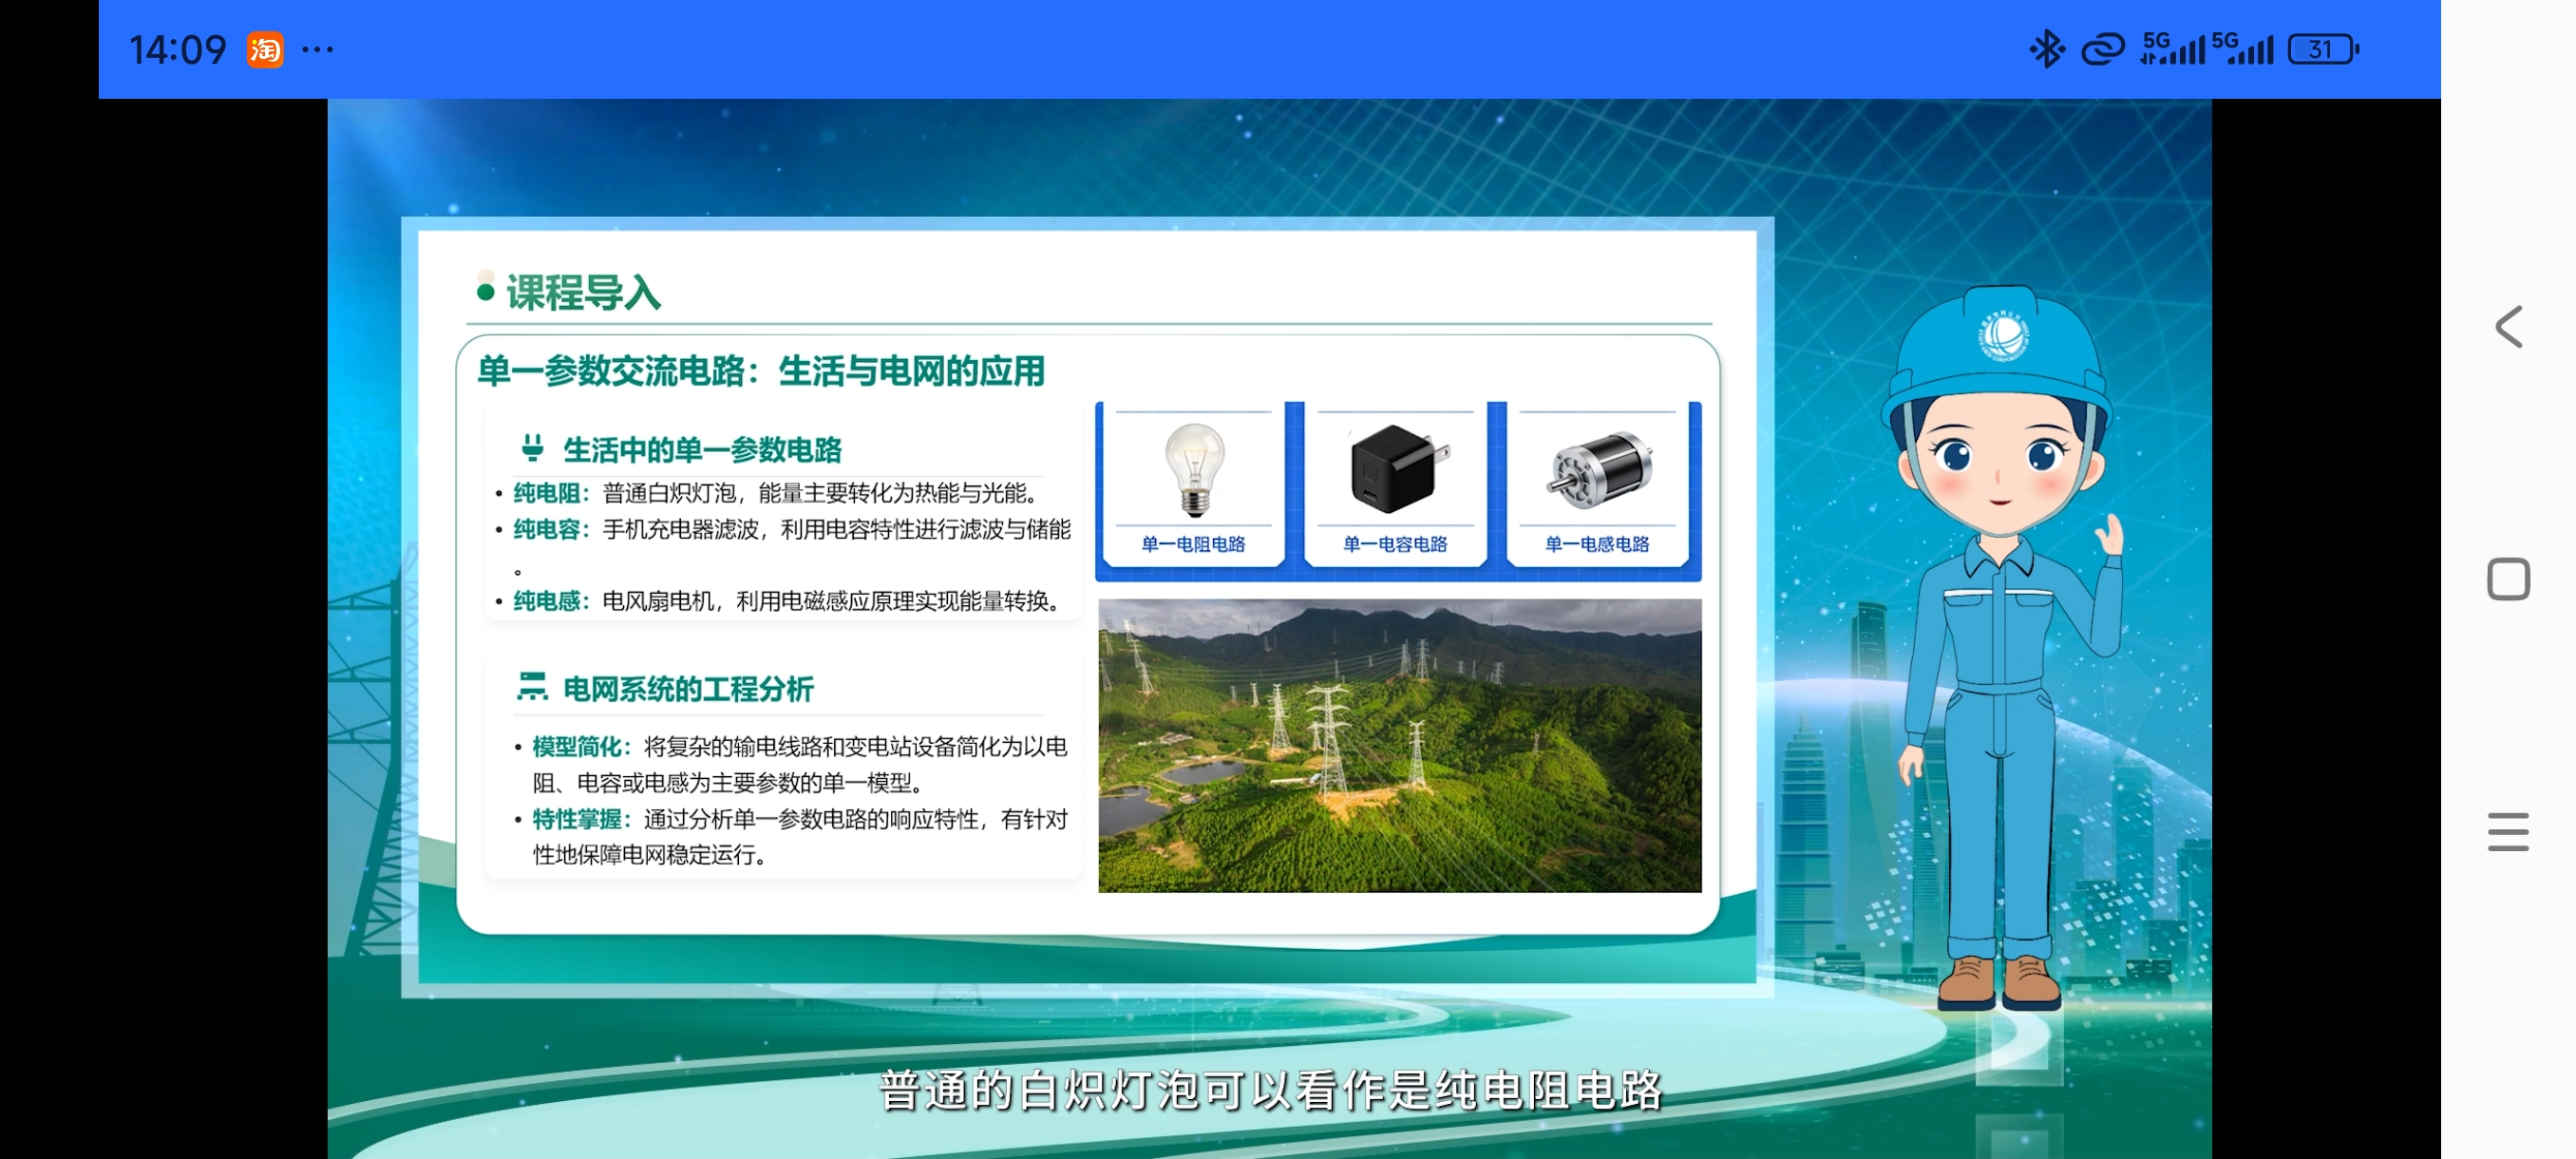 14:09 淘 ...
5G 5G 31
课程导入
单一参数交流电路：生活与电网的应用
生活中的单一参数电路
• 纯电阻：普通白炽灯泡，能量主要转化为热能与光能。
• 纯电容：手机充电器滤波，利用电容特性进行滤波与储能
。
• 纯电感：电风扇电机，利用电磁感应原理实现能量转换。
单一电阻电路
单一电容电路
单一电感电路
电网系统的工程分析
• 模型简化：将复杂的输电线路和变电站设备简化为以电
阻、电容或电感为主要参数的单一模型。
• 特性掌握：通过分析单一参数电路的响应特性，有针对
性地保障电网稳定运行。
普通的白炽灯泡可以看作是纯电阻电路